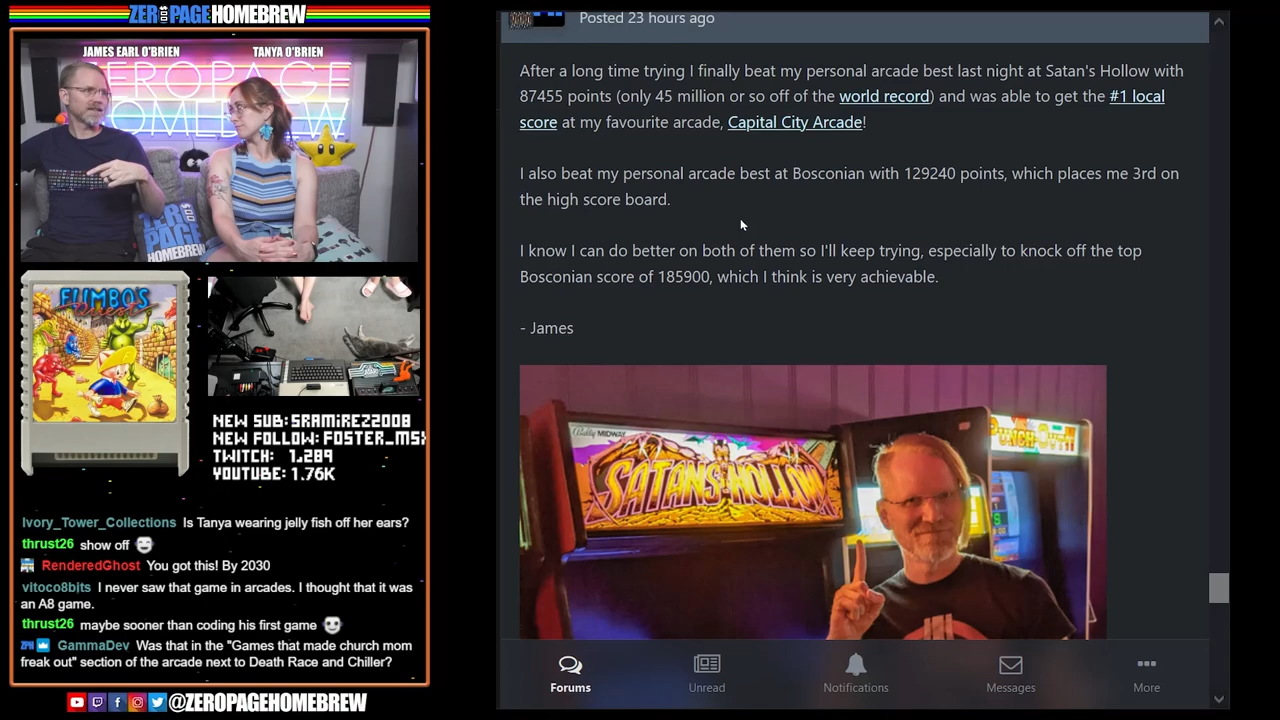 ZERO PAGE HOMEBREW
JAMES EARL O'BRIEN
TANYA O'BRIEN
ZEROPAGE
HOMEBREW
ZERO
PAGE
HOMEBREW
NEW SUB: SRAMIREZ2008
NEW FOLLOW: FOSTER_MSX
TWITCH: 1,289
YOUTUBE: 1.76K
Ivory_Tower_Collections Is Tanya wearing jelly fish off her ears?
thrust26 show off
RenderedGhost You got this! By 2030
vitoco8bits I never saw that game in arcades. I thought that it was
an A8 game.
thrust26 maybe sooner than coding his first game
GammaDev Was that in the "Games that made church mom
freak out" section of the arcade next to Death Race and Chiller?
@ZEROPAGEHOMEBREW
Posted 23 hours ago
After a long time trying I finally beat my personal arcade best last night at Satan's Hollow with
87455 points (only 45 million or so off of the world record) and was able to get the #1 local
score at my favourite arcade, Capital City Arcade!
I also beat my personal arcade best at Bosconian with 129240 points, which places me 3rd on
the high score board.
I know I can do better on both of them so I'll keep trying, especially to knock off the top
Bosconian score of 185900, which I think is very achievable.
- James
Bally MIDWAY
SATAN'S HOLLOW
PUNCH-OUT!!
Forums
Unread
Notifications
Messages
More